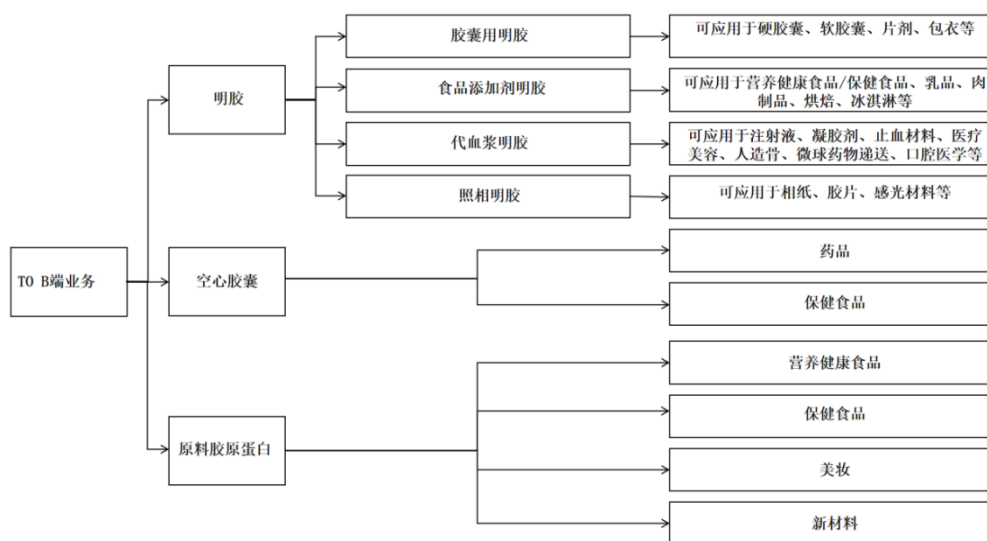 胶囊用明胶
可应用于硬胶囊、软胶囊、片剂、包衣等
明胶
食品添加剂明胶
可应用于营养健康食品/保健食品、乳品、肉
制品、烘焙、冰淇淋等
代血浆明胶
可应用于注射液、凝胶剂、止血材料、医疗
美容、人造骨、微球药物递送、口腔医学等
照相明胶
可应用于相纸、胶片、感光材料等
TO B端业务
空心胶囊
药品
保健食品
原料胶原蛋白
营养健康食品
保健食品
美妆
新材料